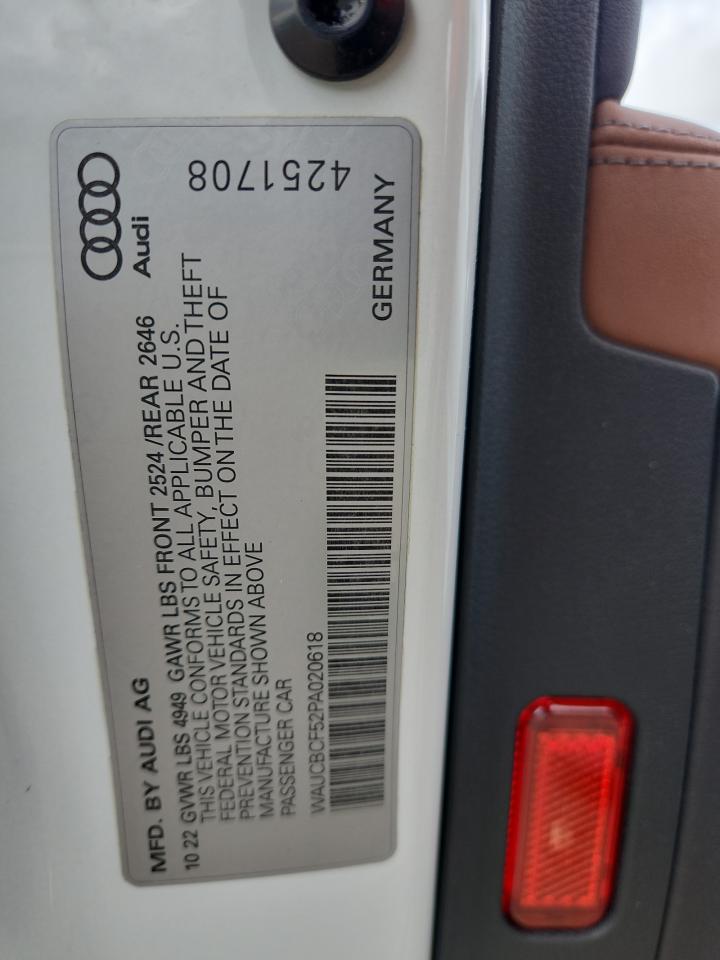 MFD. BY AUDI AG
10 22 GVWR LBS 4949 GAWR LBS FRONT 2524 /REAR 2646
THIS VEHICLE CONFORMS TO ALL APPLICABLE U.S.
FEDERAL MOTOR VEHICLE SAFETY, BUMPER AND THEFT
PREVENTION STANDARDS IN EFFECT ON THE DATE OF
MANUFACTURE SHOWN ABOVE
PASSENGER CAR
WAUCBCF52PA020618
Audi
4251708
GERMANY